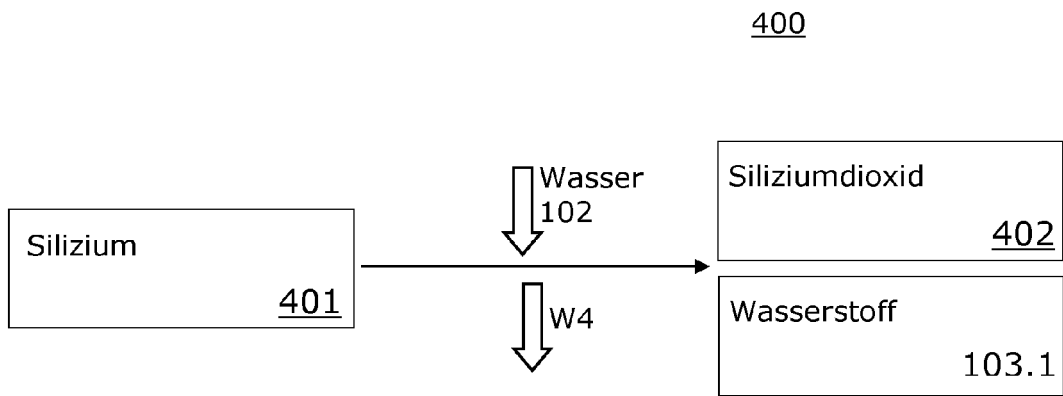 400
Silizium
401
Wasser
102
W4
Siliziumdioxid
402
Wasserstoff
103.1